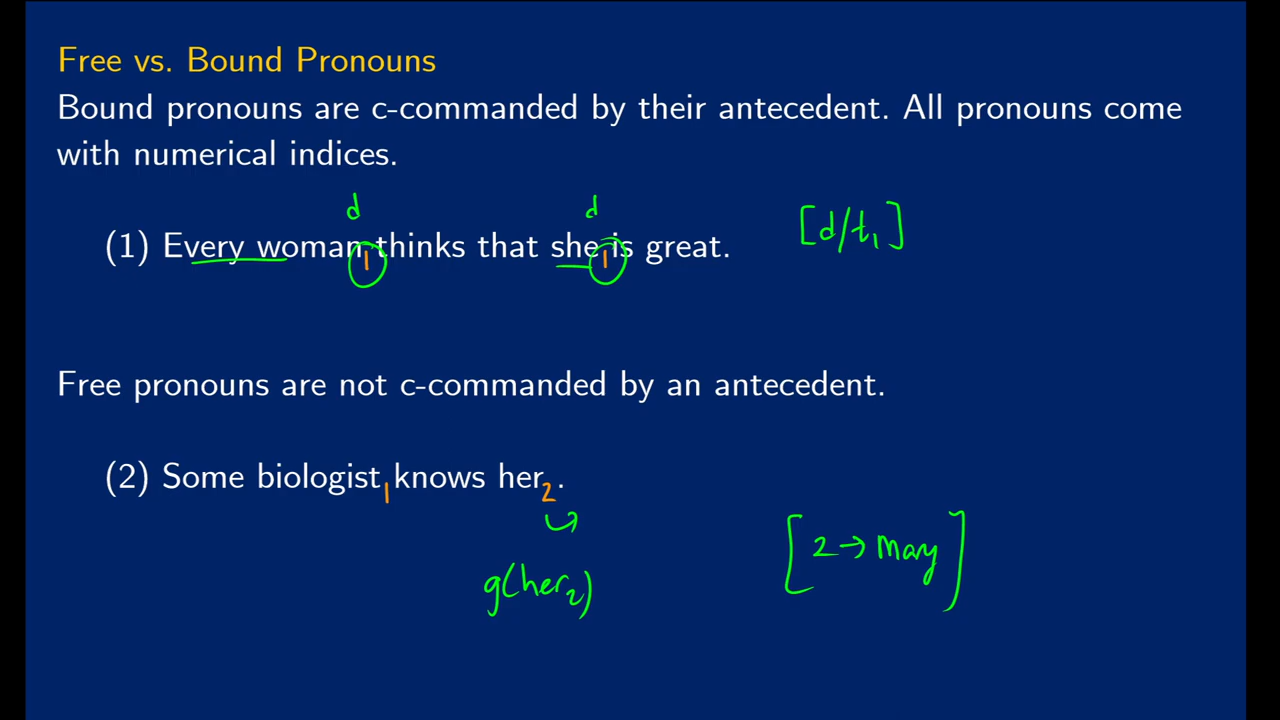 Free vs. Bound Pronouns
Bound pronouns are c-commanded by their antecedent. All pronouns come
with numerical indices.
d d
(1) Every woman₁ thinks that she₁ is great. [d/t₁]
Free pronouns are not c-commanded by an antecedent.
(2) Some biologist₁ knows her₂.
g(her₂) [2→May]